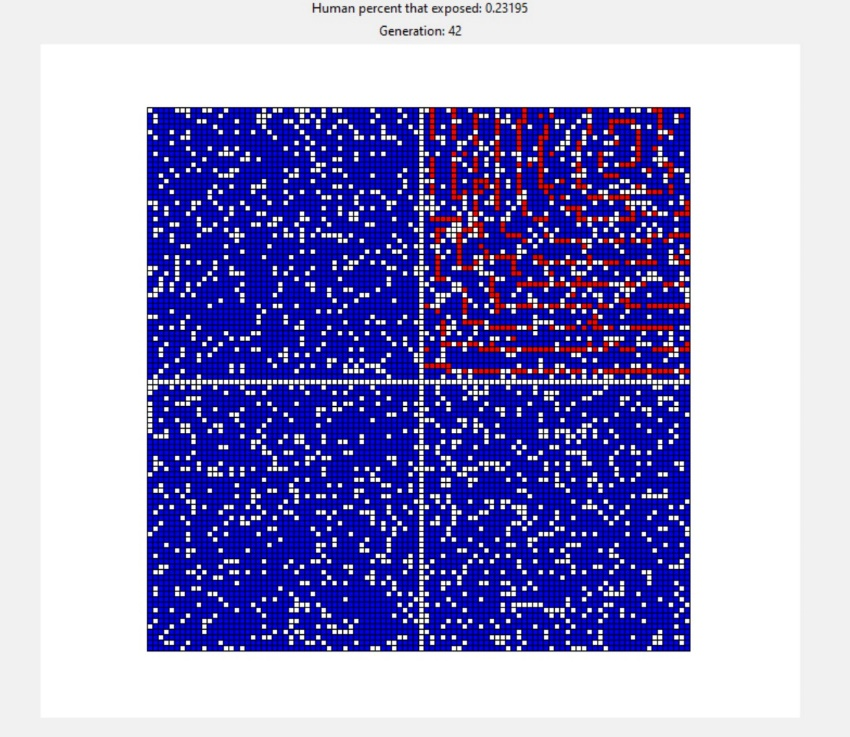 Human percent that exposed: 0.23195
Generation: 42